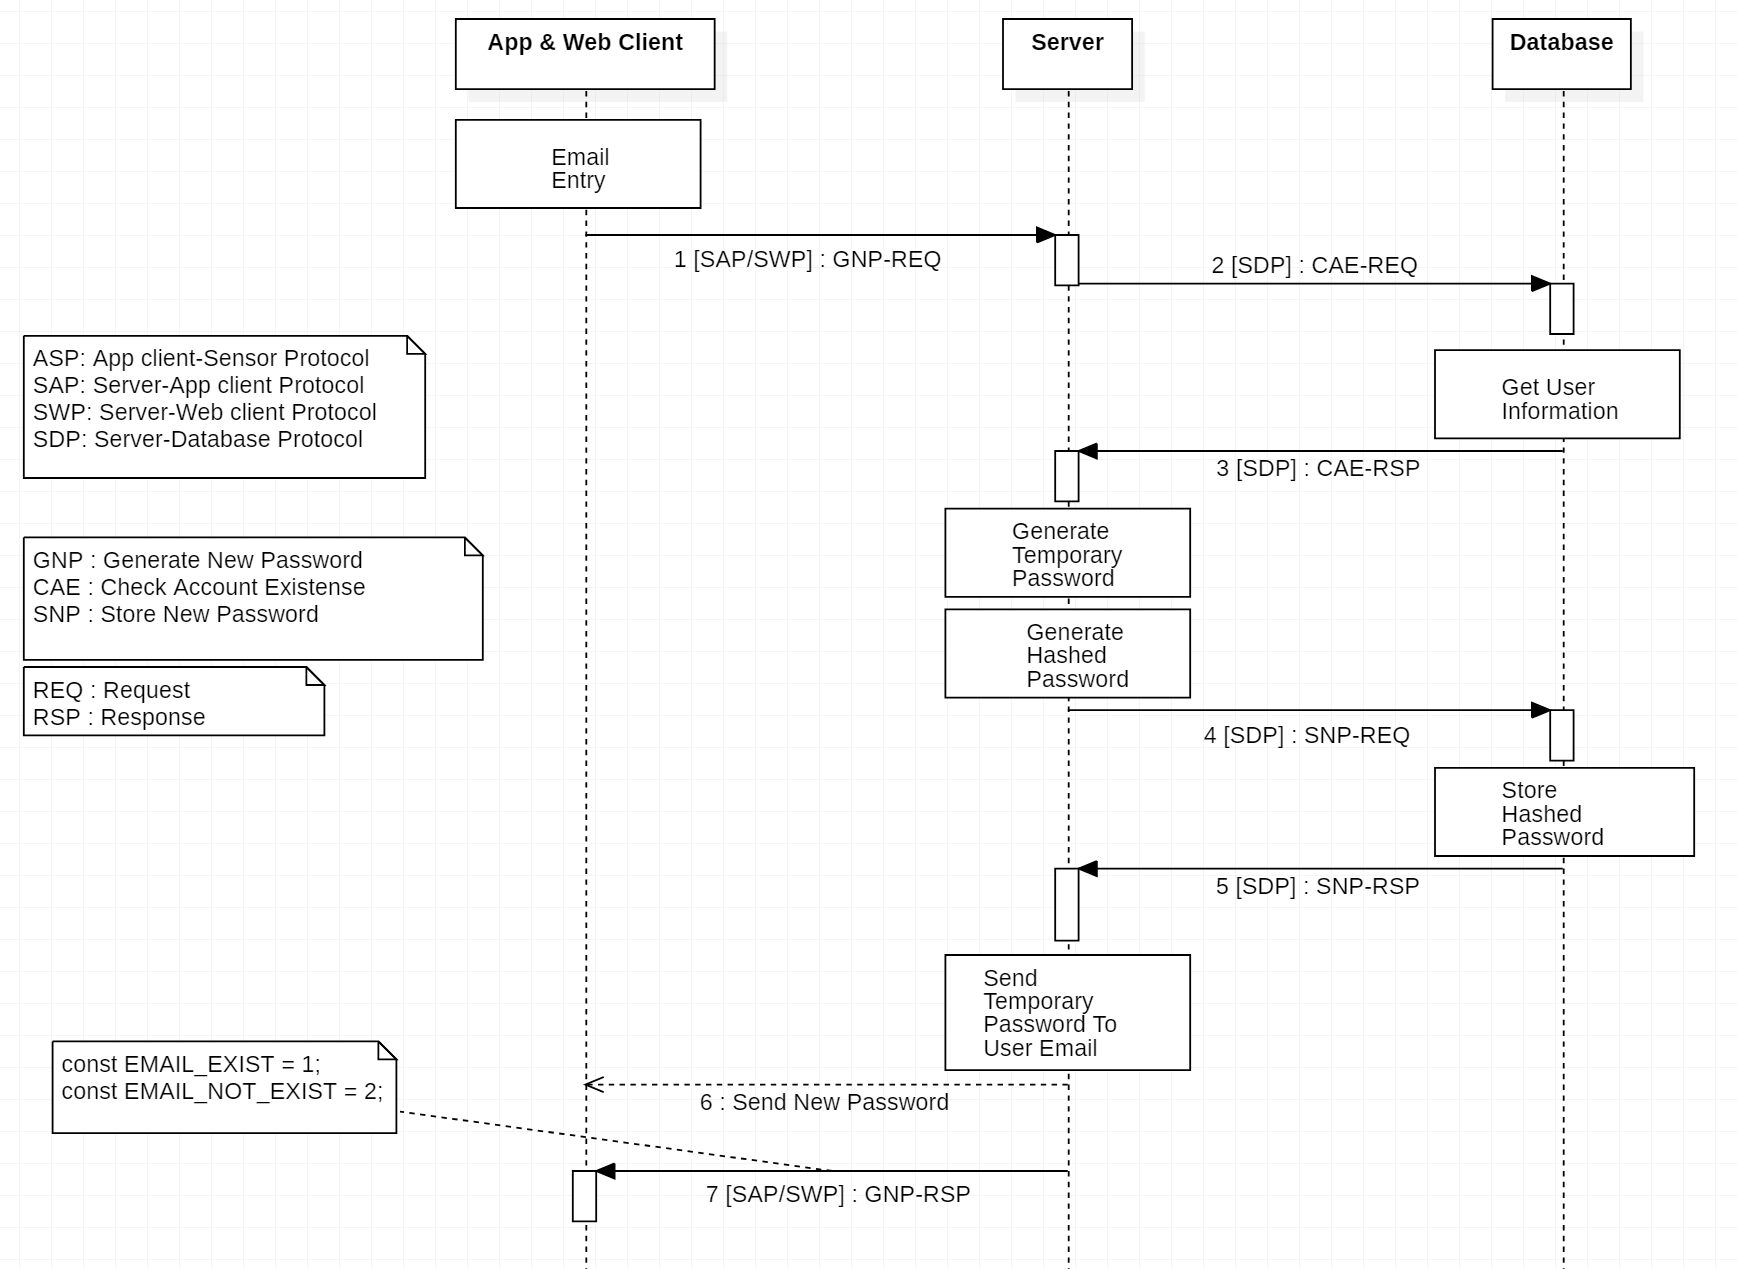 App & Web Client
Server
Database
Email
Entry
1 [SAP/SWP] : GNP-REQ
2 [SDP] : CAE-REQ
ASP: App client-Sensor Protocol
SAP: Server-App client Protocol
SWP: Server-Web client Protocol
SDP: Server-Database Protocol
Get User
Information
3 [SDP] : CAE-RSP
Generate
Temporary
Password
GNP : Generate New Password
CAE : Check Account Existense
SNP : Store New Password
Generate
Hashed
Password
REQ : Request
RSP : Response
4 [SDP] : SNP-REQ
Store
Hashed
Password
5 [SDP] : SNP-RSP
Send
Temporary
Password To
User Email
const EMAIL_EXIST = 1;
const EMAIL_NOT_EXIST = 2;
6 : Send New Password
7 [SAP/SWP] : GNP-RSP